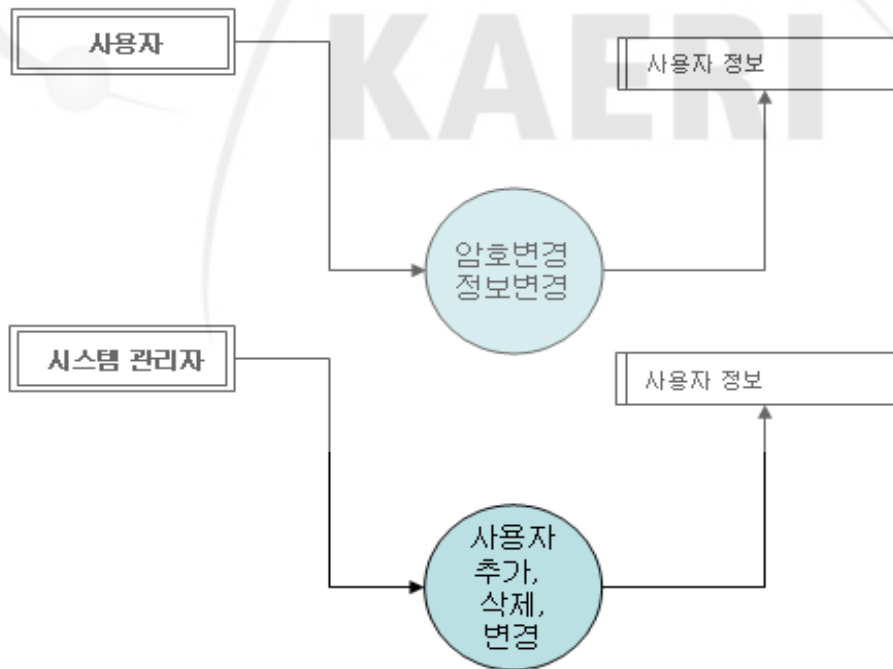 KAERI
사용자
사용자 정보
암호변경
정보변경
시스템 관리자
사용자 정보
사용자
추가,
삭제,
변경